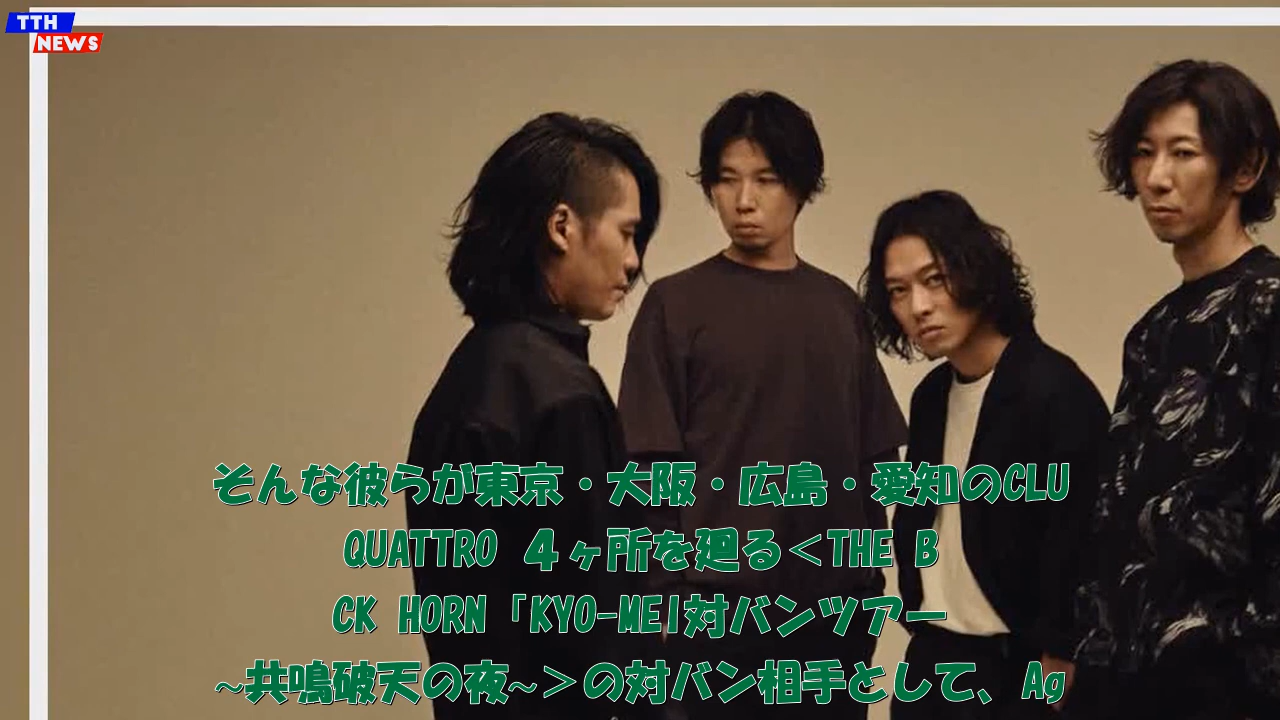 TTH
NEWS
そんな彼らが東京・大阪・広島・愛知のCLU
QUATTRO 4ヶ所を廻る<THE B
CK HORN「KYO-MEI対バンツアー
~共鳴破天の夜~>の対バン相手として、Ag